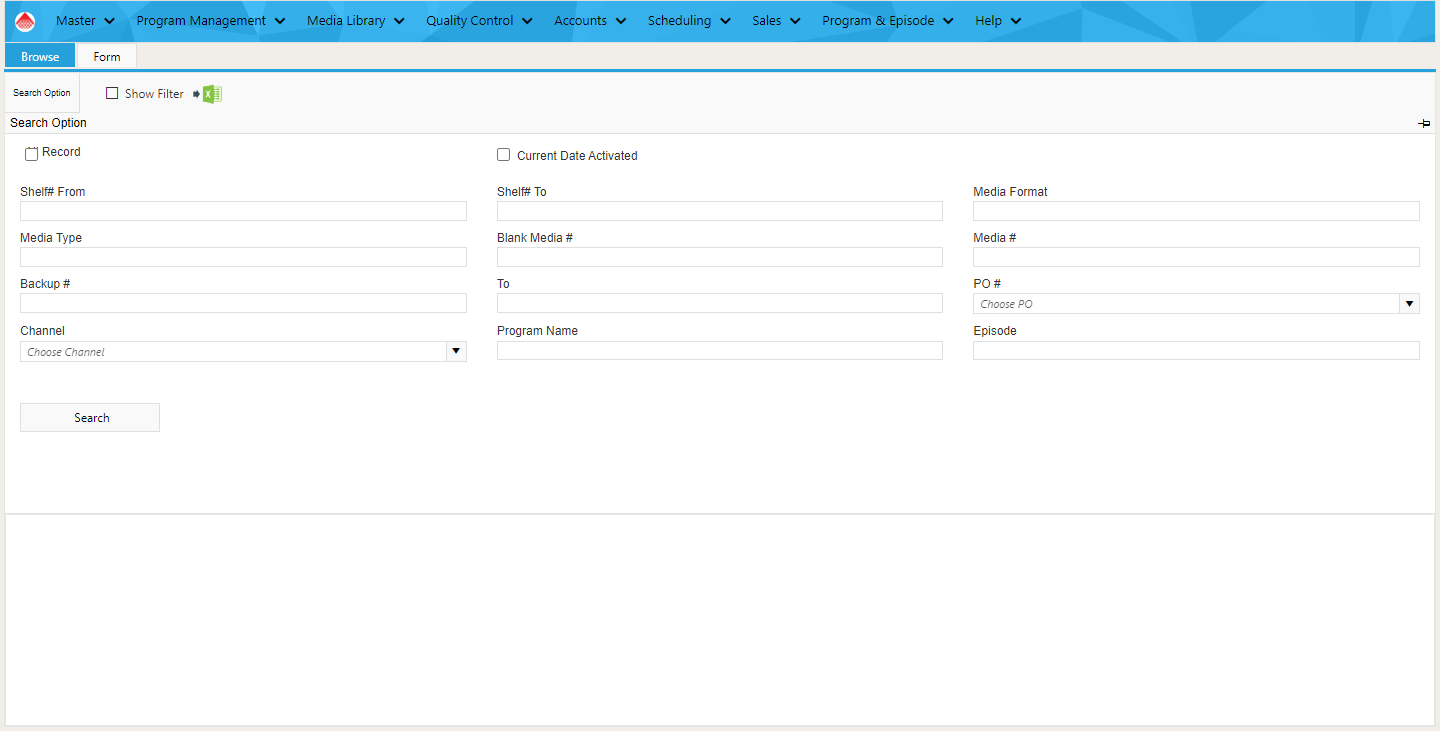 Master Program Management Media Library Quality Control Accounts Scheduling Sales Program & Episode Help
Browse Form
Search Option Show Filter
Search Option
Record Current Date Activated
Shelf# From Shelf# To Media Format
Media Type Blank Media # Media #
Backup # To PO #
Choose PO
Channel Program Name Episode
Choose Channel
Search